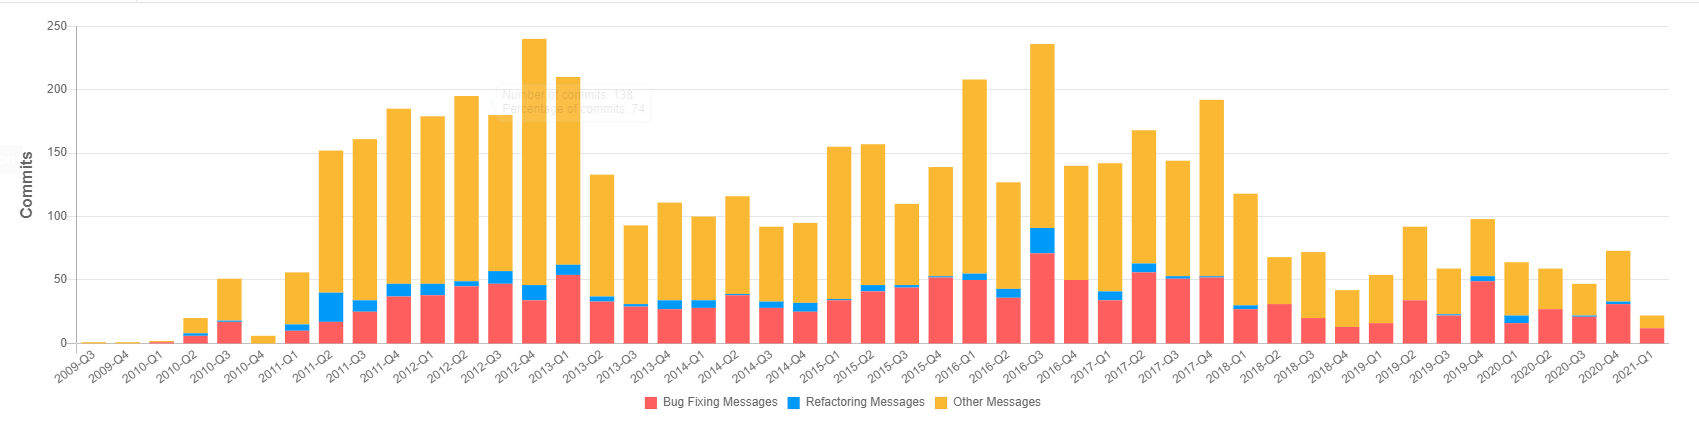 250
200
150
100
50
0
Commits
Number of commits: 138
Percentage of commits: 74
2009-Q3
2009-Q4
2010-Q1
2010-Q2
2010-Q3
2010-Q4
2011-Q1
2011-Q2
2011-Q3
2011-Q4
2012-Q1
2012-Q2
2012-Q3
2012-Q4
2013-Q1
2013-Q2
2013-Q3
2013-Q4
2014-Q1
2014-Q2
2014-Q3
2014-Q4
2015-Q1
2015-Q2
2015-Q3
2015-Q4
2016-Q1
2016-Q2
2016-Q3
2016-Q4
2017-Q1
2017-Q2
2017-Q3
2017-Q4
2018-Q1
2018-Q2
2018-Q3
2018-Q4
2019-Q1
2019-Q2
2019-Q3
2019-Q4
2020-Q1
2020-Q2
2020-Q3
2020-Q4
2021-Q1
Bug Fixing Messages Refactoring Messages Other Messages